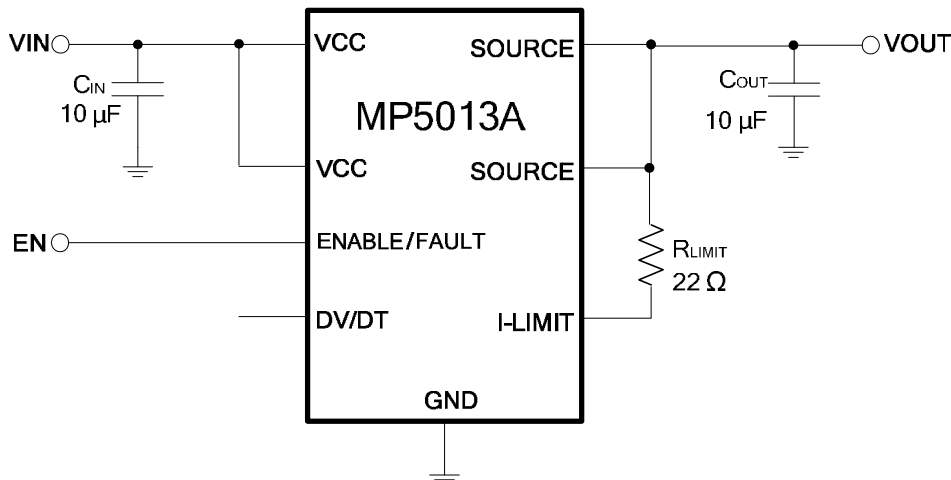 VIN
VCC
SOURCE
VOUT
CIN
10 µF
COUT
10 µF
MP5013A
VCC
SOURCE
EN
ENABLE/FAULT
RLIMIT
22 Ω
DV/DT
I-LIMIT
GND